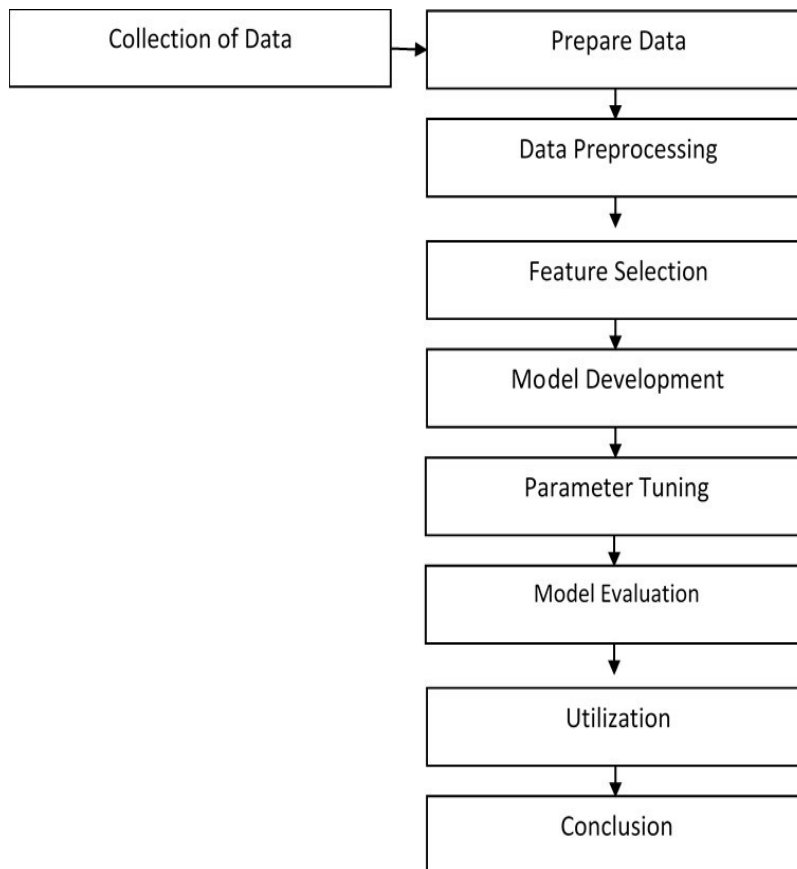 Collection of Data
Prepare Data
Data Preprocessing
Feature Selection
Model Development
Parameter Tuning
Model Evaluation
Utilization
Conclusion